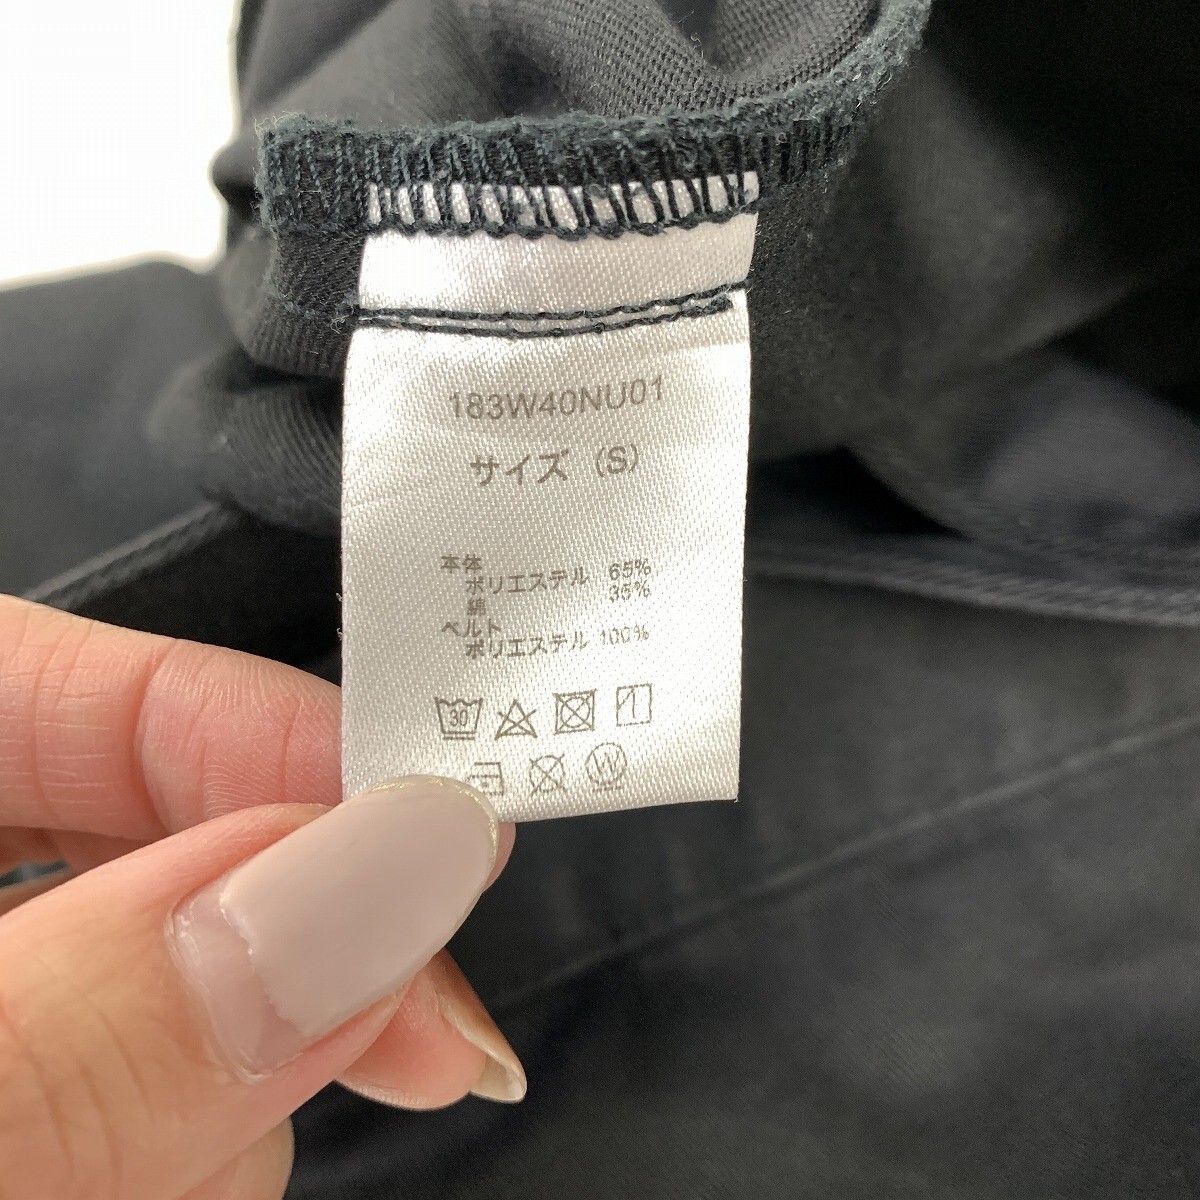 183W40NU01
サイズ（S）
本体
ポリエステル 65%
綿 35%
ベルト
ポリエステル 100%
30
W